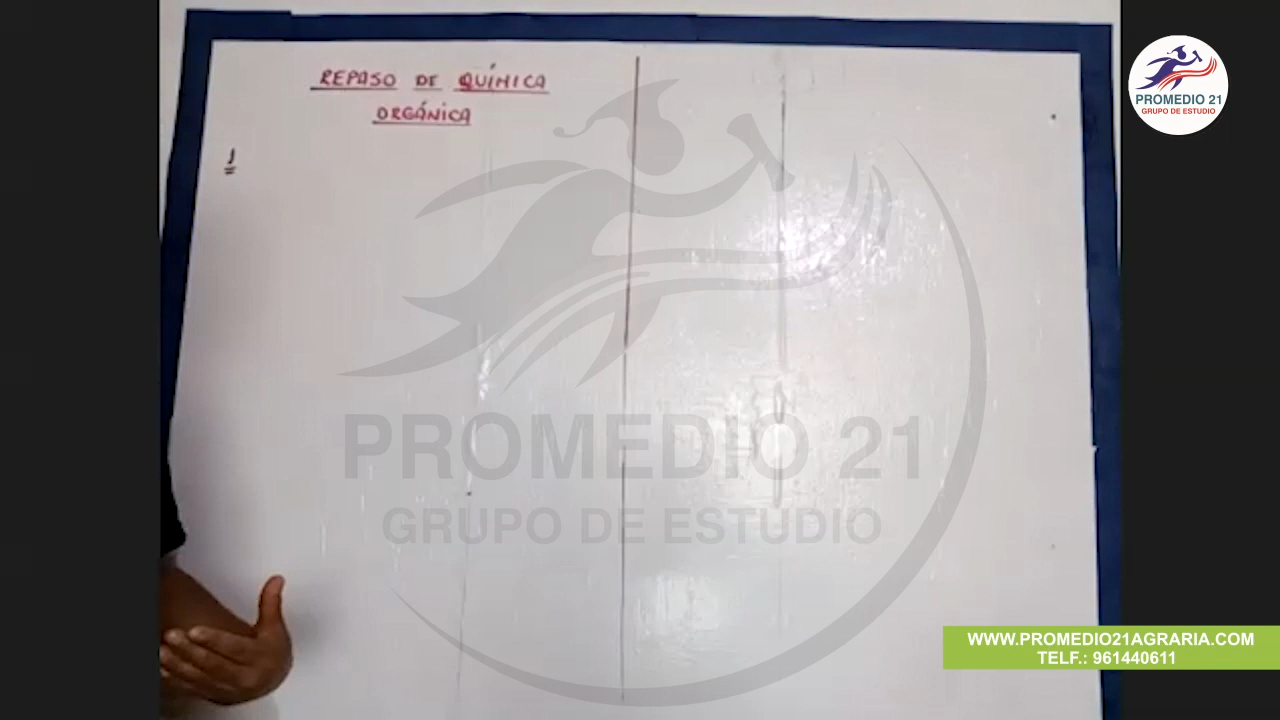 REPASO DE QUÍMICA
ORGÁNICA
1
PROMEDIO 21
GRUPO DE ESTUDIO
PROMEDIO 21
GRUPO DE ESTUDIO
WWW.PROMEDIO21AGRARIA.COM
TELF.: 961440611